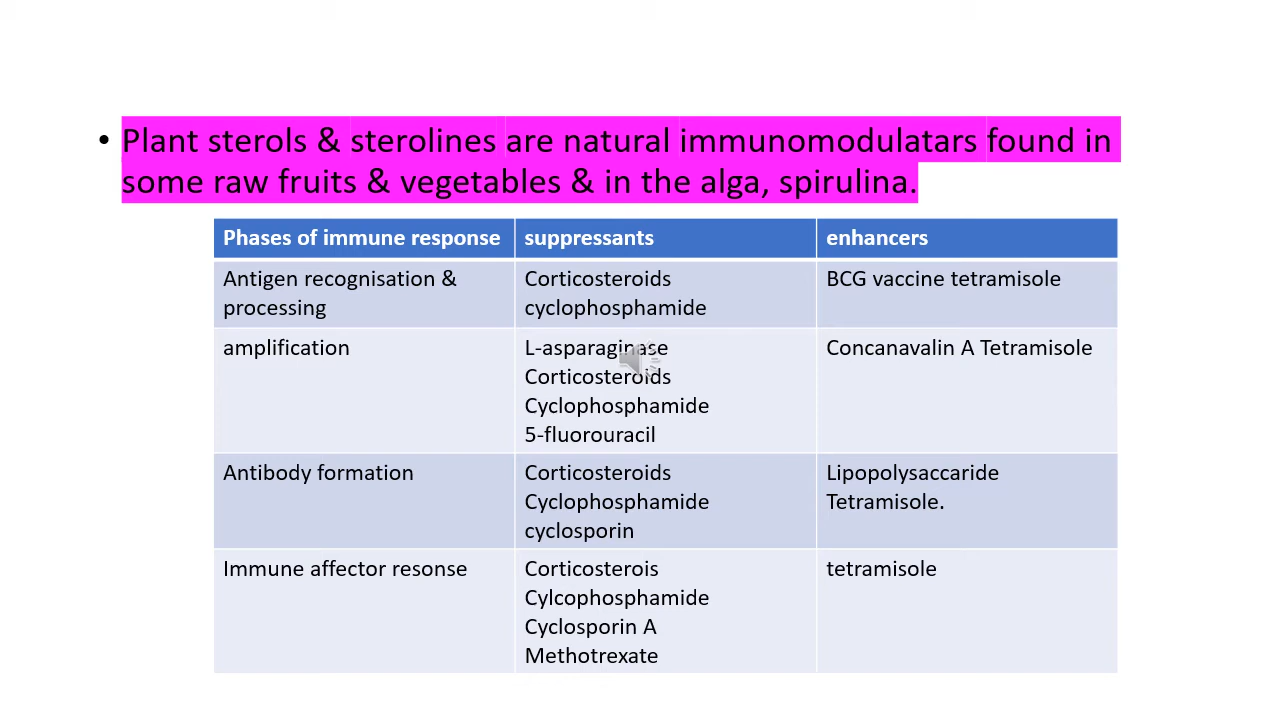 • Plant sterols & sterolines are natural immunomodulatars found in
some raw fruits & vegetables & in the alga, spirulina.
Phases of immune response suppressants enhancers
Antigen recognisation &
processing
Corticosteroids
cyclophosphamide
BCG vaccine tetramisole
amplification
L-asparaginase
Corticosteroids
Cyclophosphamide
5-fluorouracil
Concanavalin A Tetramisole
Antibody formation
Corticosteroids
Cyclophosphamide
cyclosporin
Lipopolysaccaride
Tetramisole.
Immune affector resonse
Corticosterois
Cylcophosphamide
Cyclosporin A
Methotrexate
tetramisole